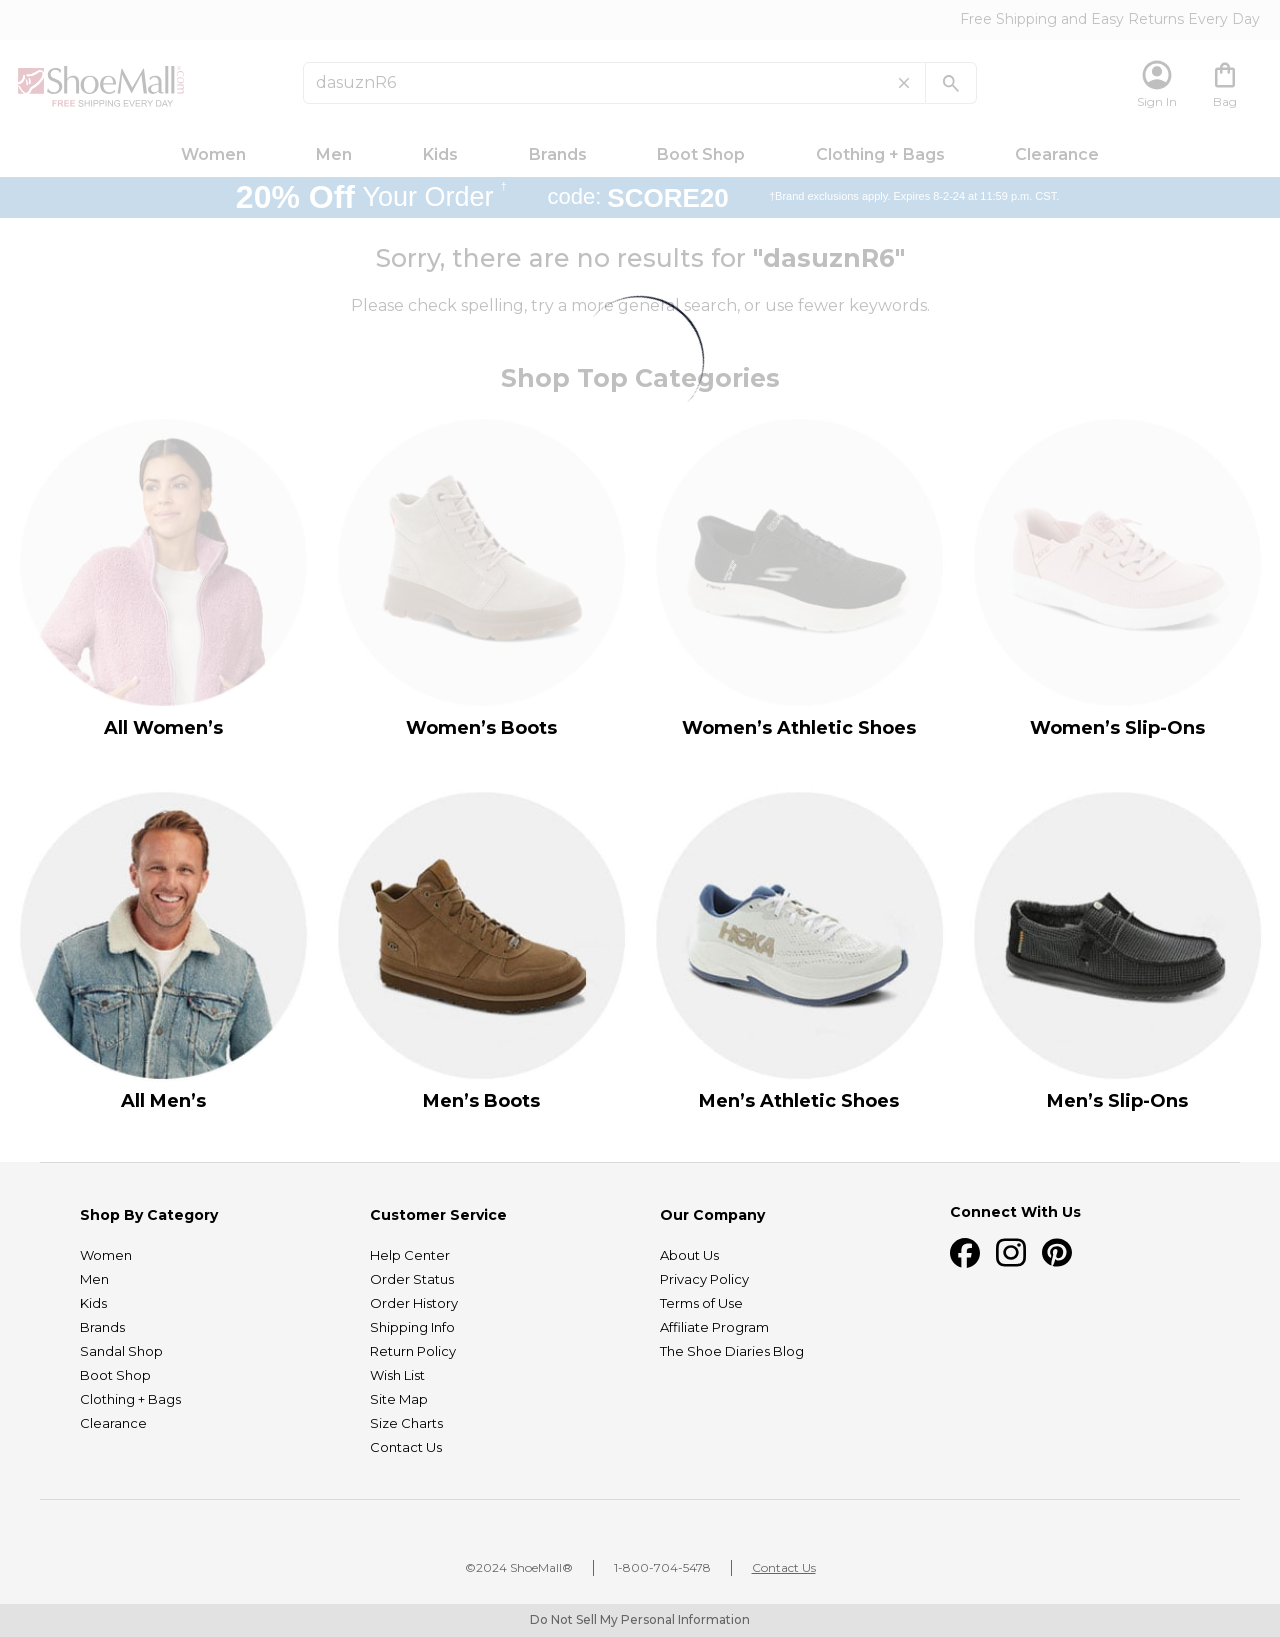 Free Shipping and Easy Returns Every Day
ShoeMall.com
FREE SHIPPING EVERY DAY
dasuznR6
Sign In
Bag
Women Men Kids Brands Boot Shop Clothing + Bags Clearance
20% Off Your Order † code: SCORE20 †Brand exclusions apply. Expires 8-2-24 at 11:59 p.m. CST.
Sorry, there are no results for "dasuznR6"
Please check spelling, try a more general search, or use fewer keywords.
Shop Top Categories
All Women’s
Women’s Boots
Women’s Athletic Shoes
Women’s Slip-Ons
HOKA
All Men’s
Men’s Boots
Men’s Athletic Shoes
Men’s Slip-Ons
Shop By Category
Women
Men
Kids
Brands
Sandal Shop
Boot Shop
Clothing + Bags
Clearance
Customer Service
Help Center
Order Status
Order History
Shipping Info
Return Policy
Wish List
Site Map
Size Charts
Contact Us
Our Company
About Us
Privacy Policy
Terms of Use
Affiliate Program
The Shoe Diaries Blog
Connect With Us
©2024 ShoeMall®
1-800-704-5478
Contact Us
Do Not Sell My Personal Information